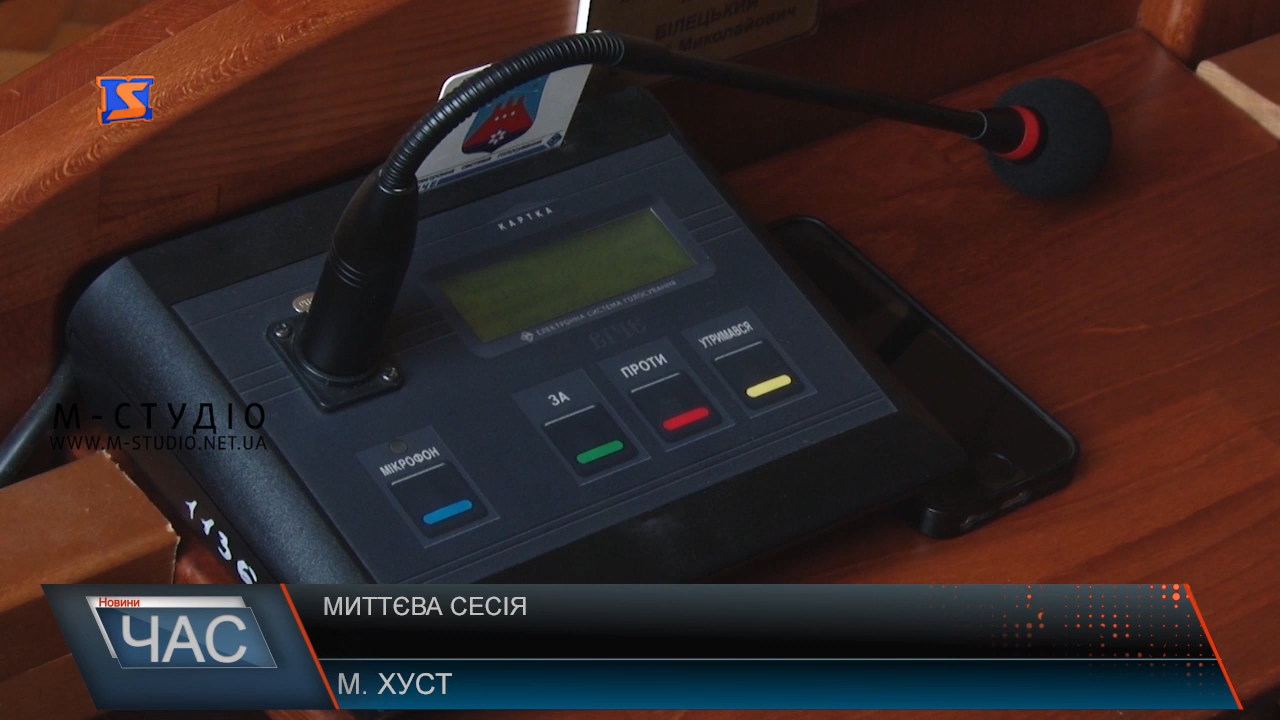 БІЛЕЦЬКИЙ
Миколайович
КАРТКА
ЕЛЕКТРОННА СИСТЕМА ГОЛОСУВАННЯ
ЗА
ПРОТИ
УТРИМАВСЯ
МІКРОФОН
М-СТУДІО
WWW.M-STUDIO.NET.UA
1136
Новини
ЧАС
МИТТЄВА СЕСІЯ
М. ХУСТ